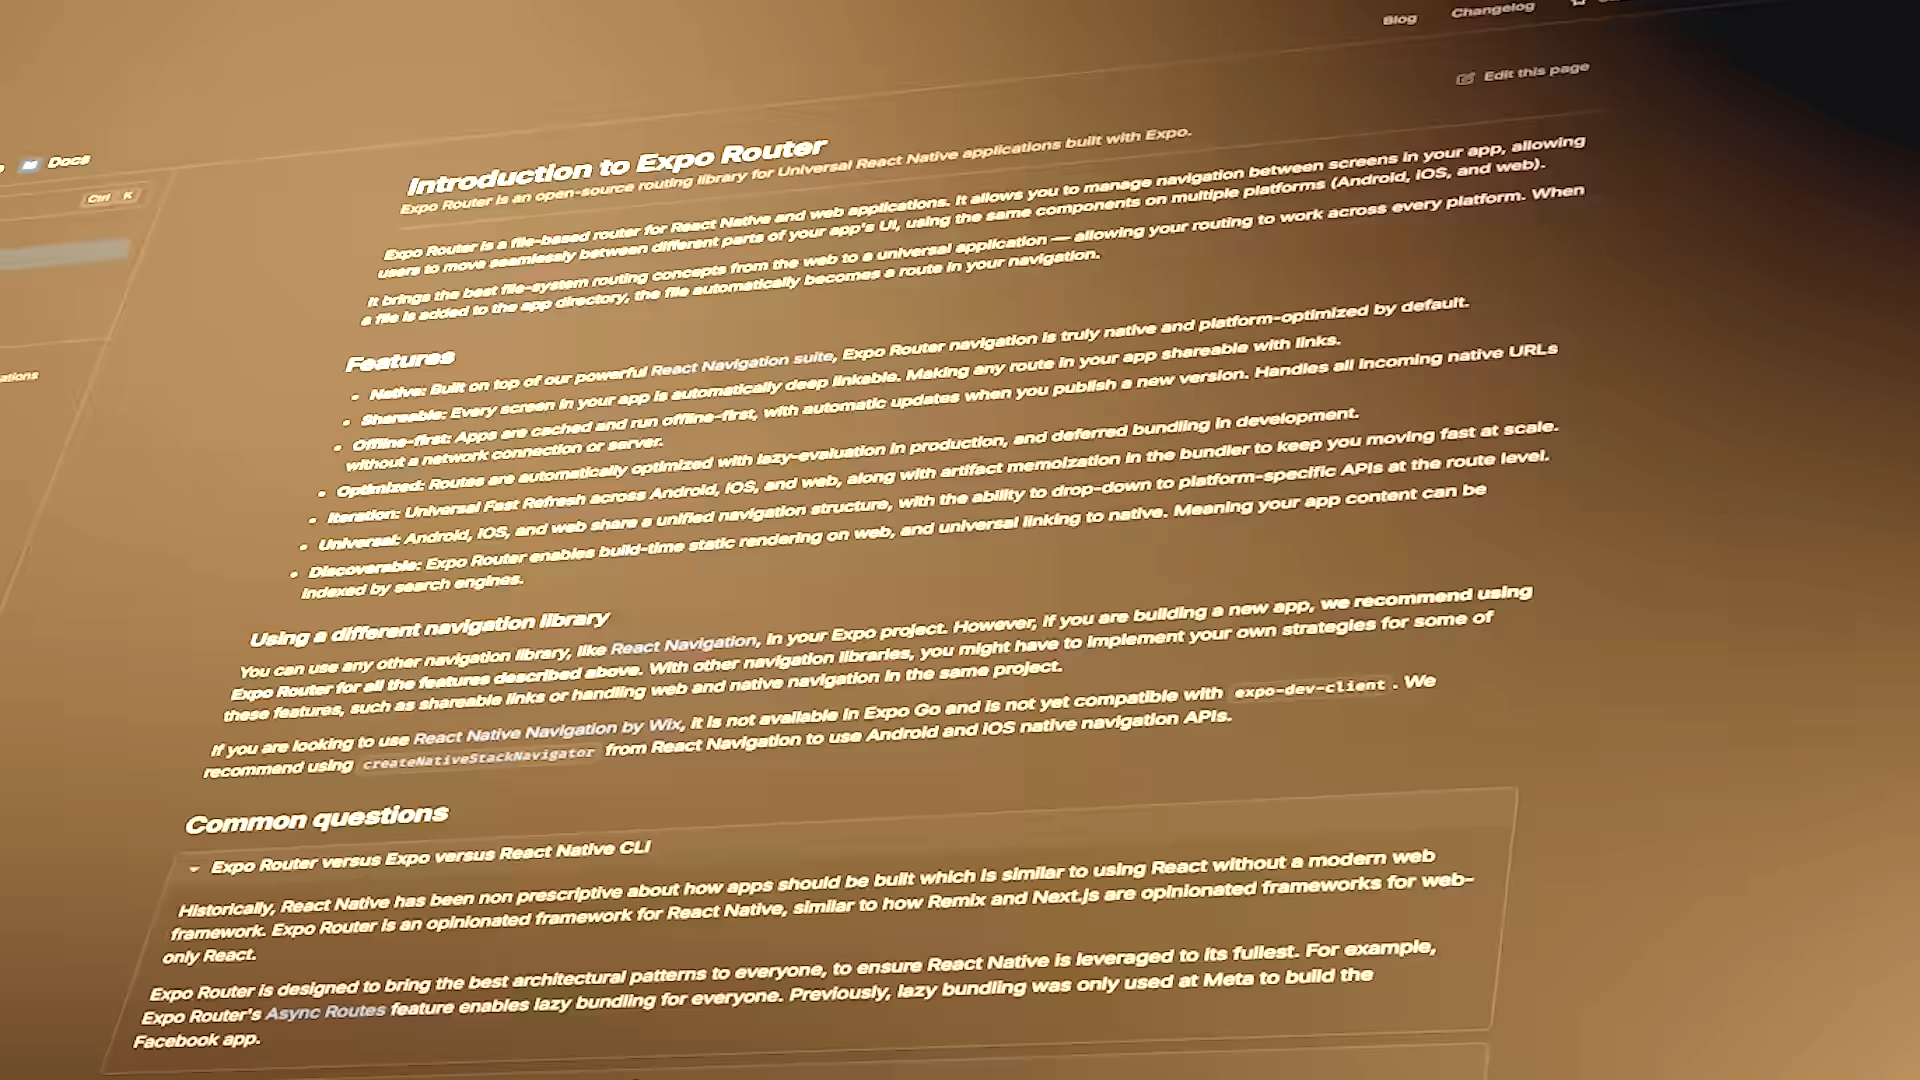 Blog Changelog
Edit this page
Docs
Ctrl K
ations
Introduction to Expo Router
Expo Router is an open-source routing library for Universal React Native applications built with Expo.
Expo Router is a file-based router for React Native and web applications. It allows you to manage navigation between screens in your app, allowing
users to move seamlessly between different parts of your app's UI, using the same components on multiple platforms (Android, iOS, and web).
It brings the best file-system routing concepts from the web to a universal application — allowing your routing to work across every platform. When
a file is added to the app directory, the file automatically becomes a route in your navigation.
Features
• Native: Built on top of our powerful React Navigation suite, Expo Router navigation is truly native and platform-optimized by default.
• Shareable: Every screen in your app is automatically deep linkable. Making any route in your app shareable with links.
• Offline-first: Apps are cached and run offline-first, with automatic updates when you publish a new version. Handles all incoming native URLs
without a network connection or server.
• Optimized: Routes are automatically optimized with lazy-evaluation in production, and deferred bundling in development.
• Iteration: Universal Fast Refresh across Android, iOS, and web, along with artifact memoization in the bundler to keep you moving fast at scale.
• Universal: Android, iOS, and web share a unified navigation structure, with the ability to drop-down to platform-specific APIs at the route level.
• Discoverable: Expo Router enables build-time static rendering on web, and universal linking to native. Meaning your app content can be
indexed by search engines.
Using a different navigation library
You can use any other navigation library, like React Navigation, in your Expo project. However, if you are building a new app, we recommend using
Expo Router for all the features described above. With other navigation libraries, you might have to implement your own strategies for some of
these features, such as shareable links or handling web and native navigation in the same project.
If you are looking to use React Native Navigation by Wix, it is not available in Expo Go and is not yet compatible with expo-dev-client. We
recommend using createNativeStackNavigator from React Navigation to use Android and iOS native navigation APIs.
Common questions
Expo Router versus Expo versus React Native CLI
Historically, React Native has been non prescriptive about how apps should be built which is similar to using React without a modern web
framework. Expo Router is an opinionated framework for React Native, similar to how Remix and Next.js are opinionated frameworks for web-
only React.
Expo Router is designed to bring the best architectural patterns to everyone, to ensure React Native is leveraged to its fullest. For example,
Expo Router's Async Routes feature enables lazy bundling for everyone. Previously, lazy bundling was only used at Meta to build the
Facebook app.